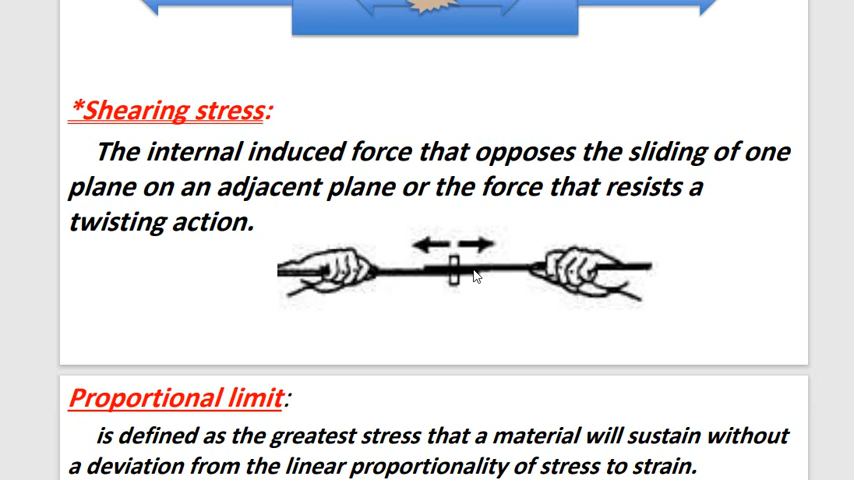 *Shearing stress:
The internal induced force that opposes the sliding of one
plane on an adjacent plane or the force that resists a
twisting action.
Proportional limit:
is defined as the greatest stress that a material will sustain without
a deviation from the linear proportionality of stress to strain.